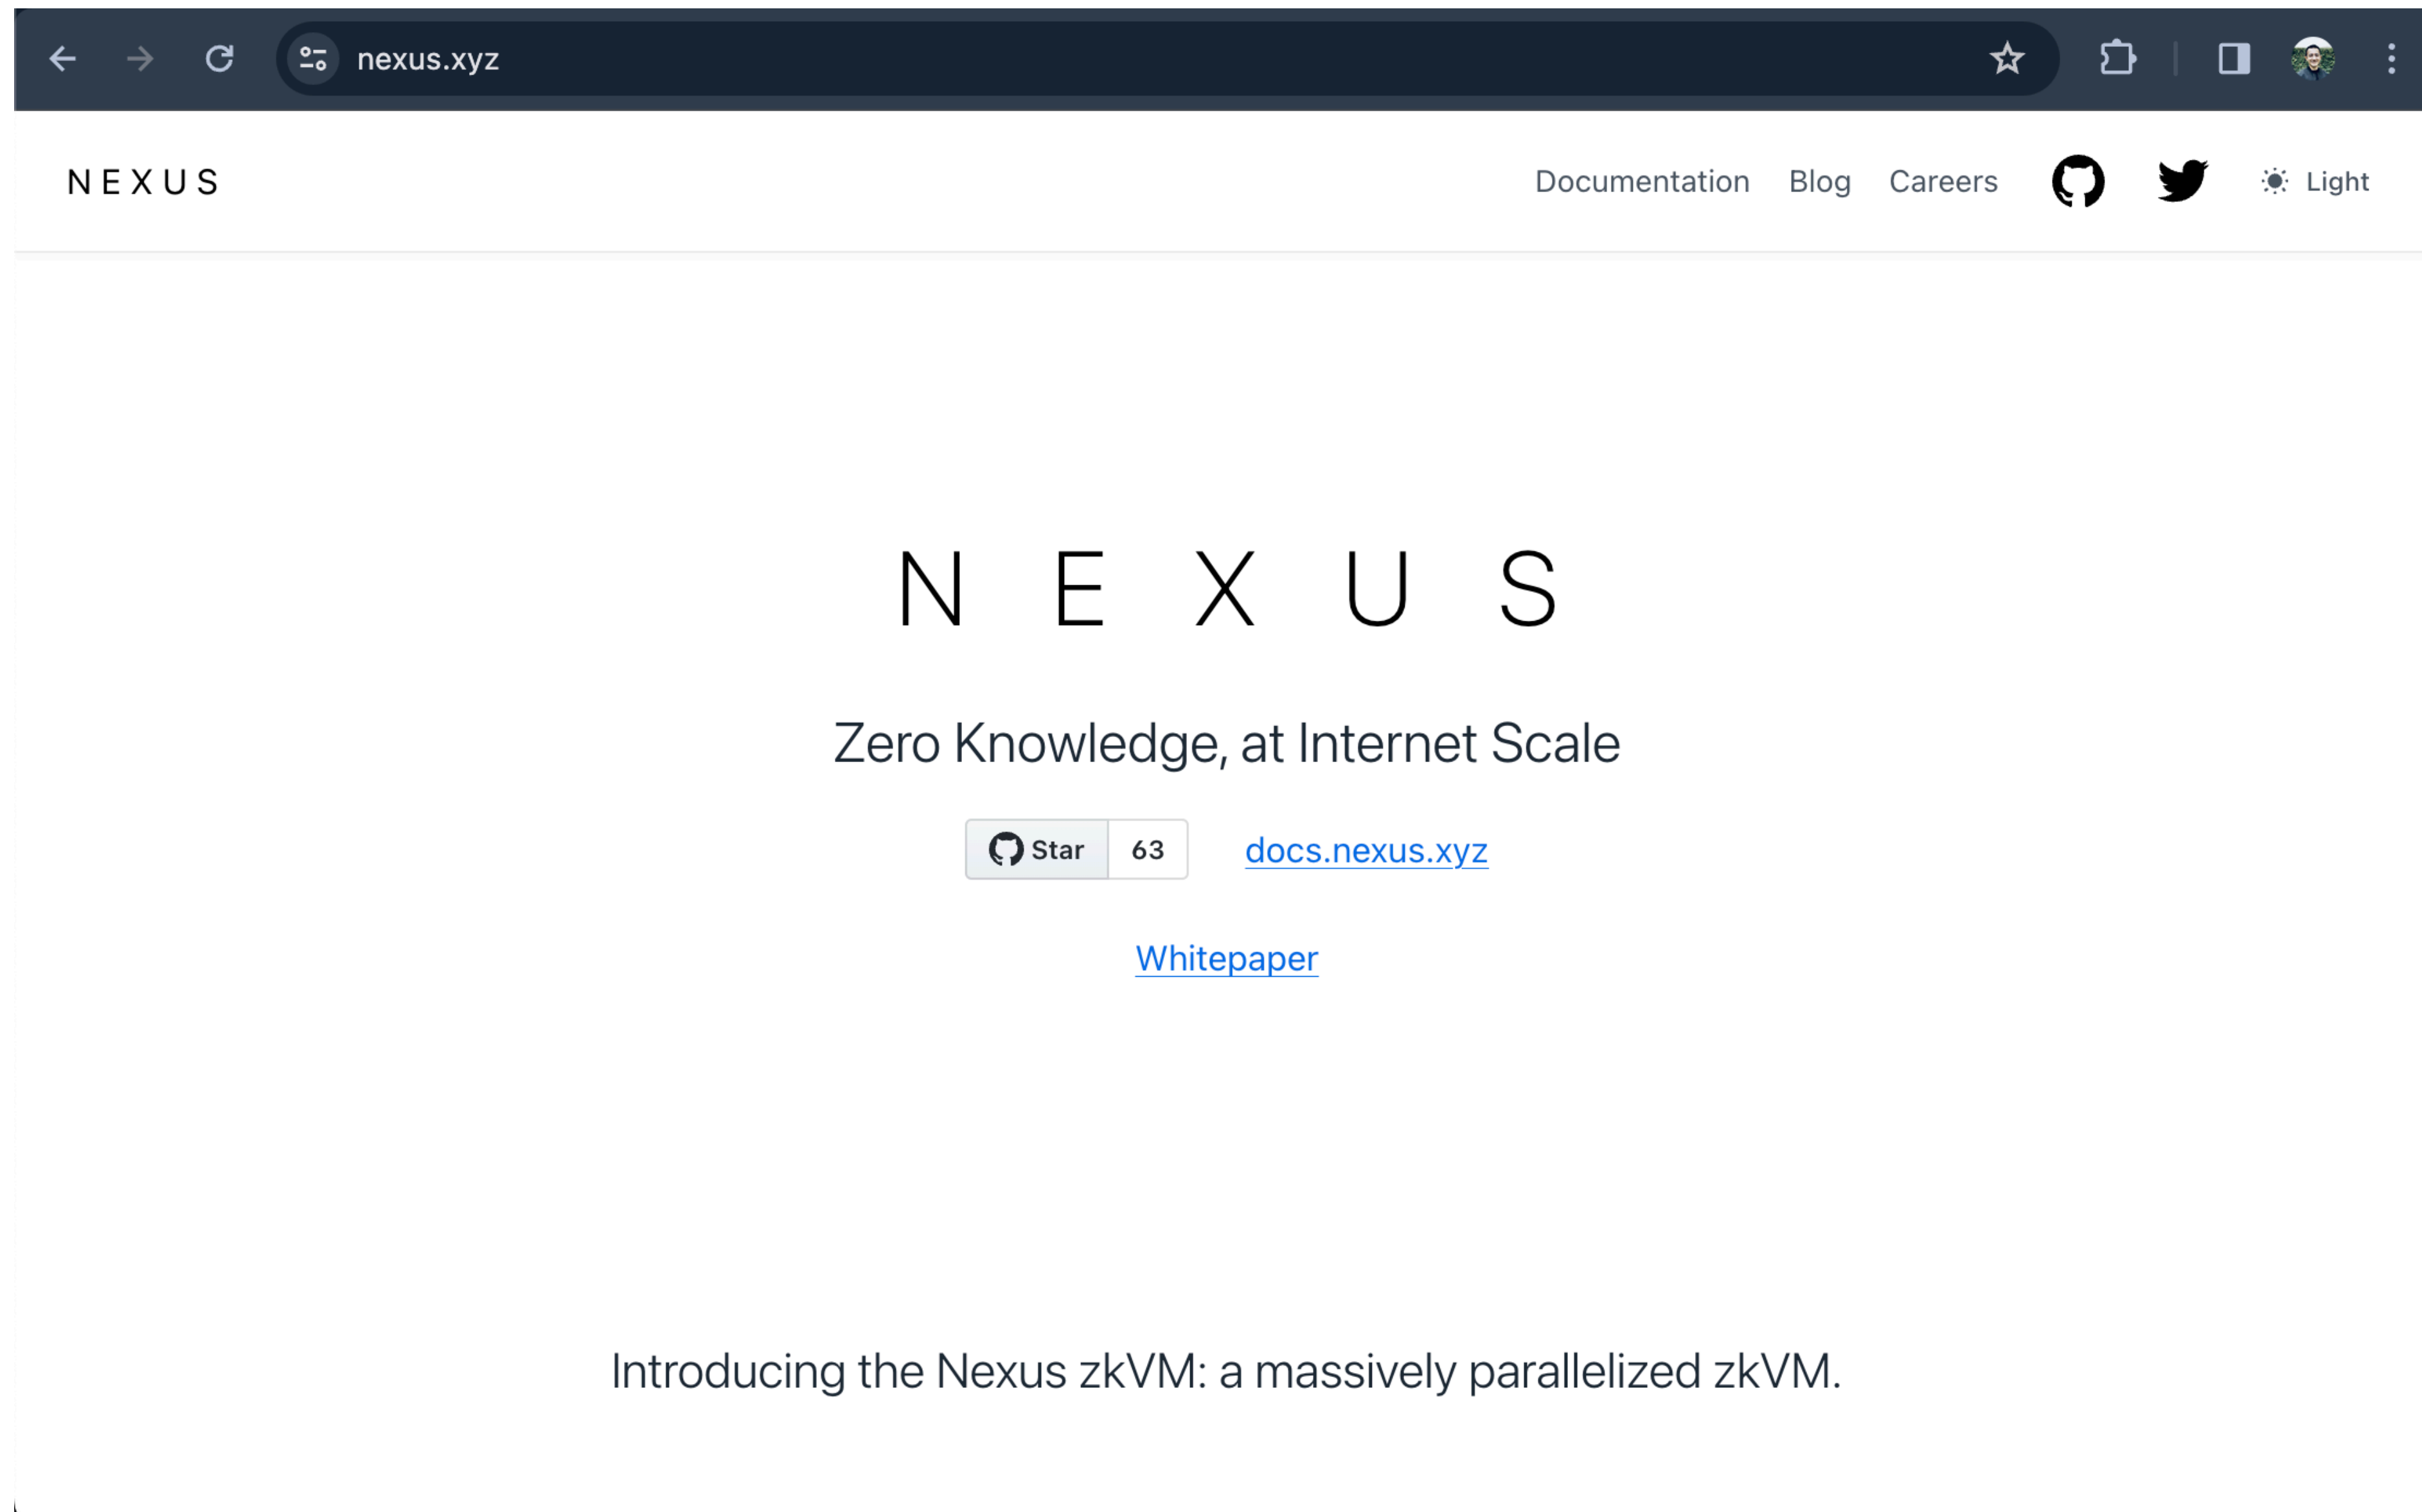 nexus.xyz
NEXUS
Documentation Blog Careers Light
NEXUS
Zero Knowledge, at Internet Scale
Star 63 docs.nexus.xyz
Whitepaper
Introducing the Nexus zkVM: a massively parallelized zkVM.